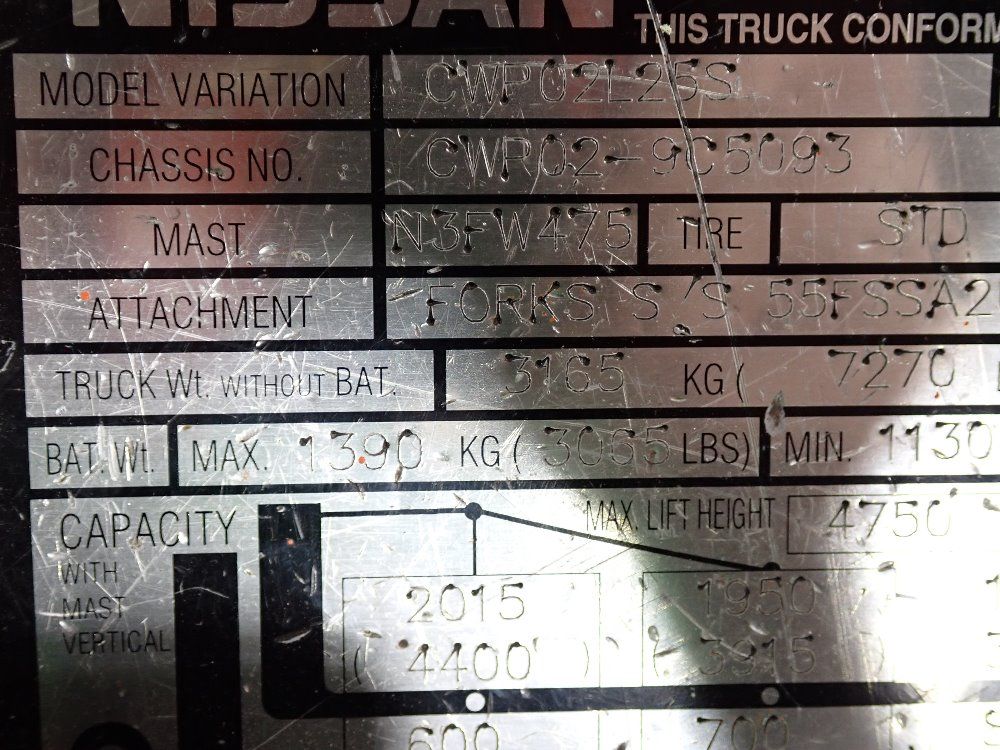 NISSAN
THIS TRUCK CONFORM
MODEL VARIATION CWP02L25S
CHASSIS NO. CWP02-9C5093
MAST N3FW475 TIRE STD
ATTACHMENT FORKS S/S 55FSSA2
TRUCK Wt. WITHOUT BAT. 3165 KG ( 7270
BAT. Wt. MAX. 1390 KG ( 3065 LBS) MIN. 1130
CAPACITY MAX. LIFT HEIGHT 4750
WITH
MAST
VERTICAL
2015 1950
( 4400 ) ( 3915 )
600 700